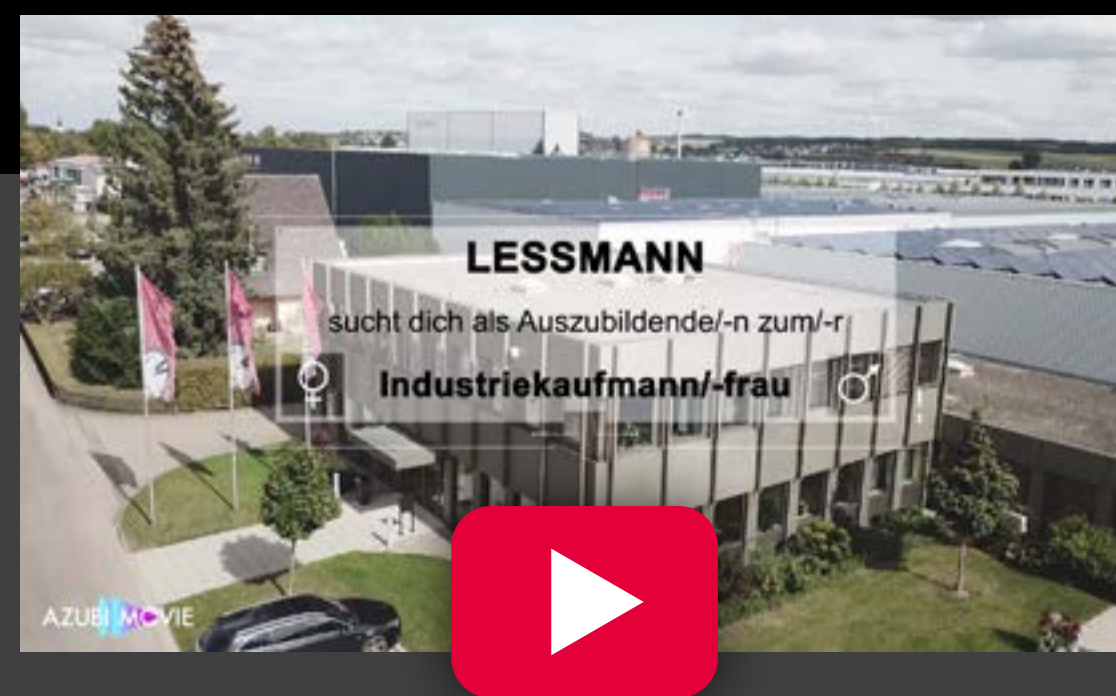 LESSMANN
sucht dich als Auszubildende/-n zum/-r
Industriekaufmann/-frau
AZUBI MOVIE